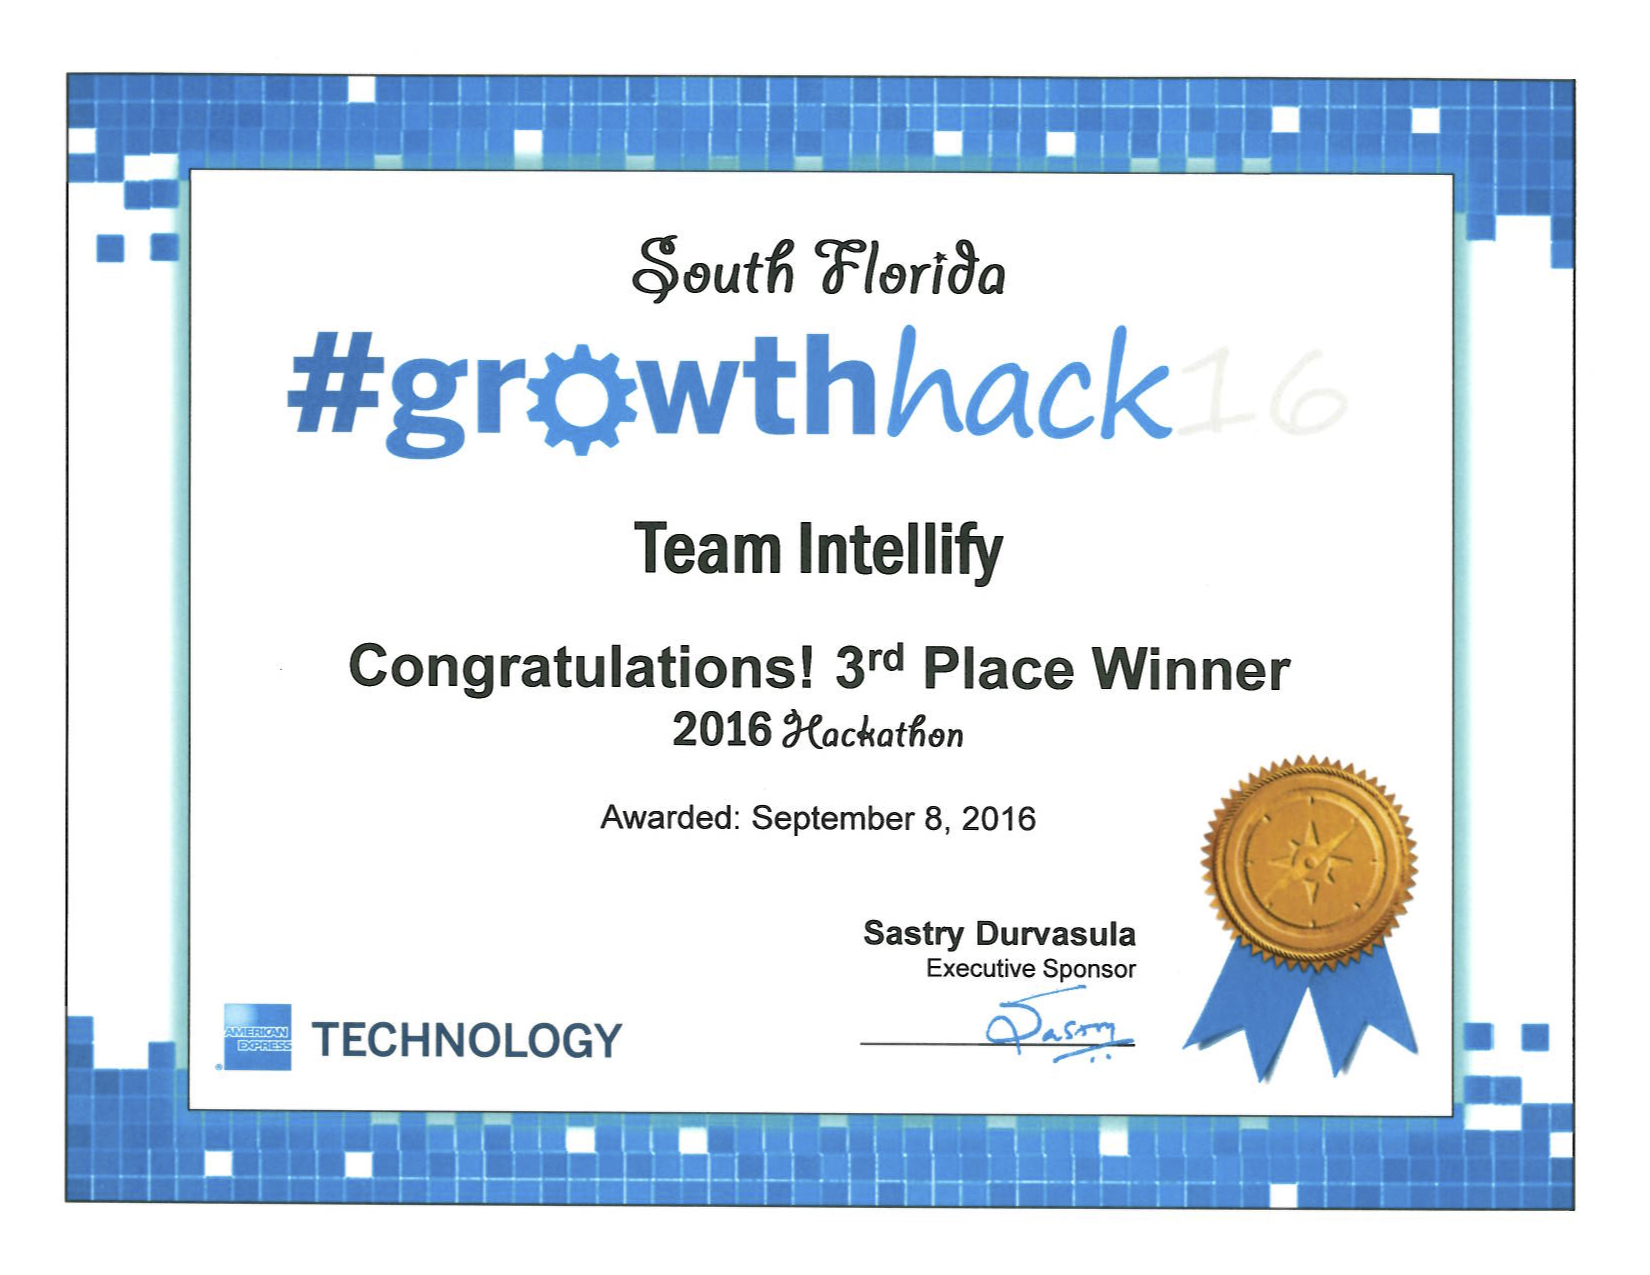 South Florida
#growthhack16
Team Intellify
Congratulations! 3rd Place Winner
2016 Hackathon
Awarded: September 8, 2016
Sastry Durvasula
Executive Sponsor
Sastry
AMERICAN
EXPRESS
®
TECHNOLOGY